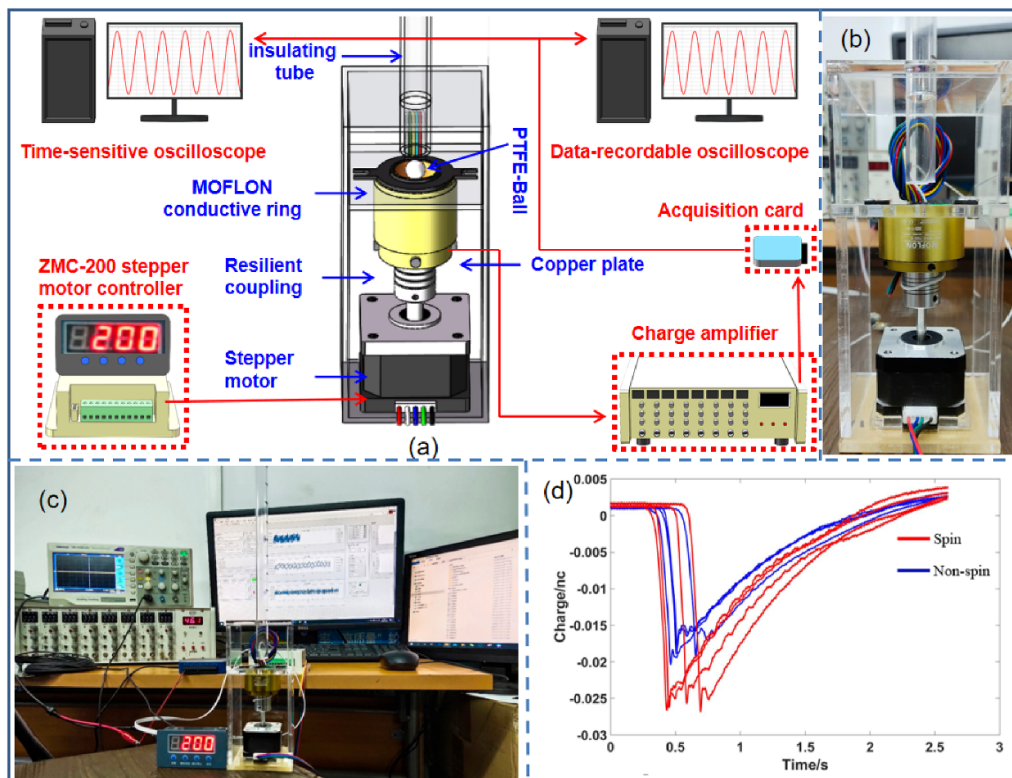 insulating
tube
(b)
Time-sensitive oscilloscope
PTFE-Ball
Data-recordable oscilloscope
MOFLON
conductive ring
Acquisition card
ZMC-200 stepper
motor controller
Resilient
coupling
Copper plate
MOFLON
200
Charge amplifier
Stepper
motor
(a)
(c)
200
(d)
0.005
0
-0.005
-0.01
-0.015
-0.02
-0.025
-0.03
Charge/nc
Spin
Non-spin
0
0.5
1
1.5
2
2.5
3
Time/s